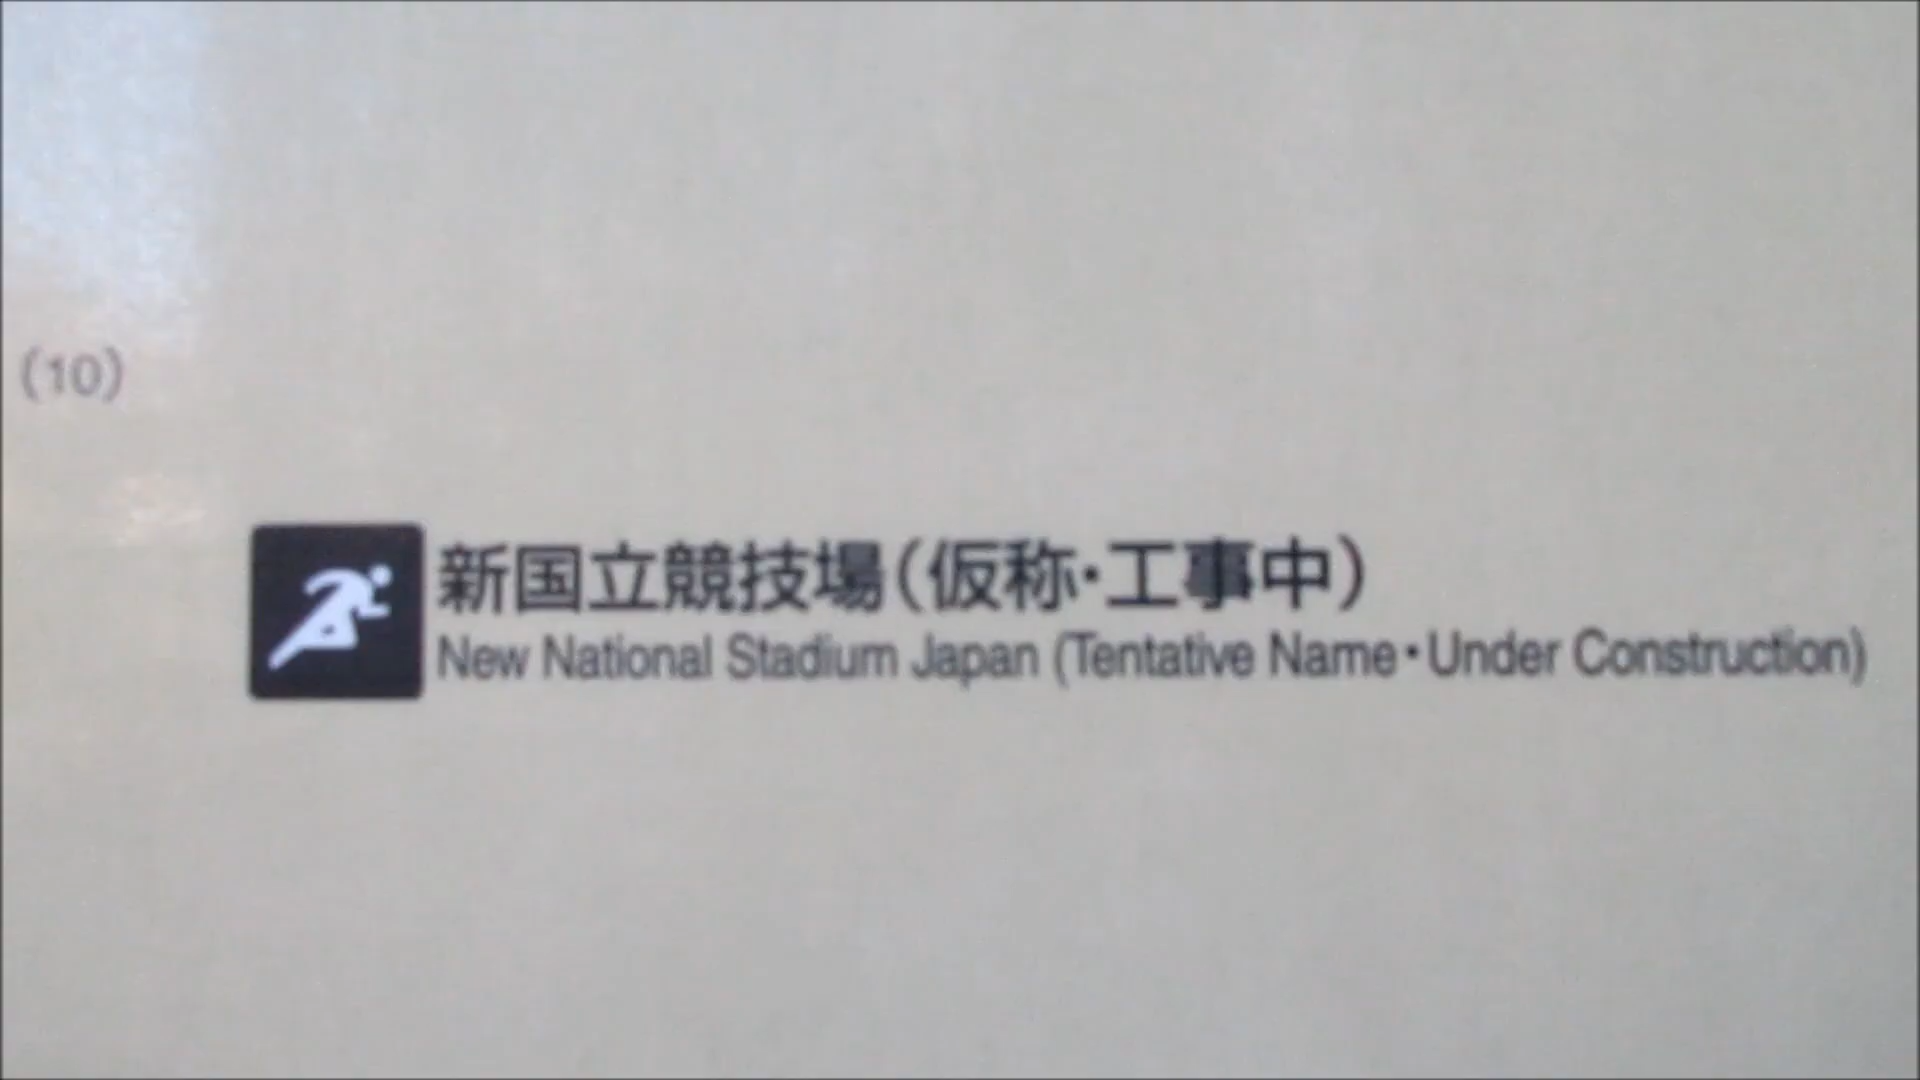 (10)
新国立競技場（仮称・工事中）
New National Stadium Japan (Tentative Name・Under Construction)